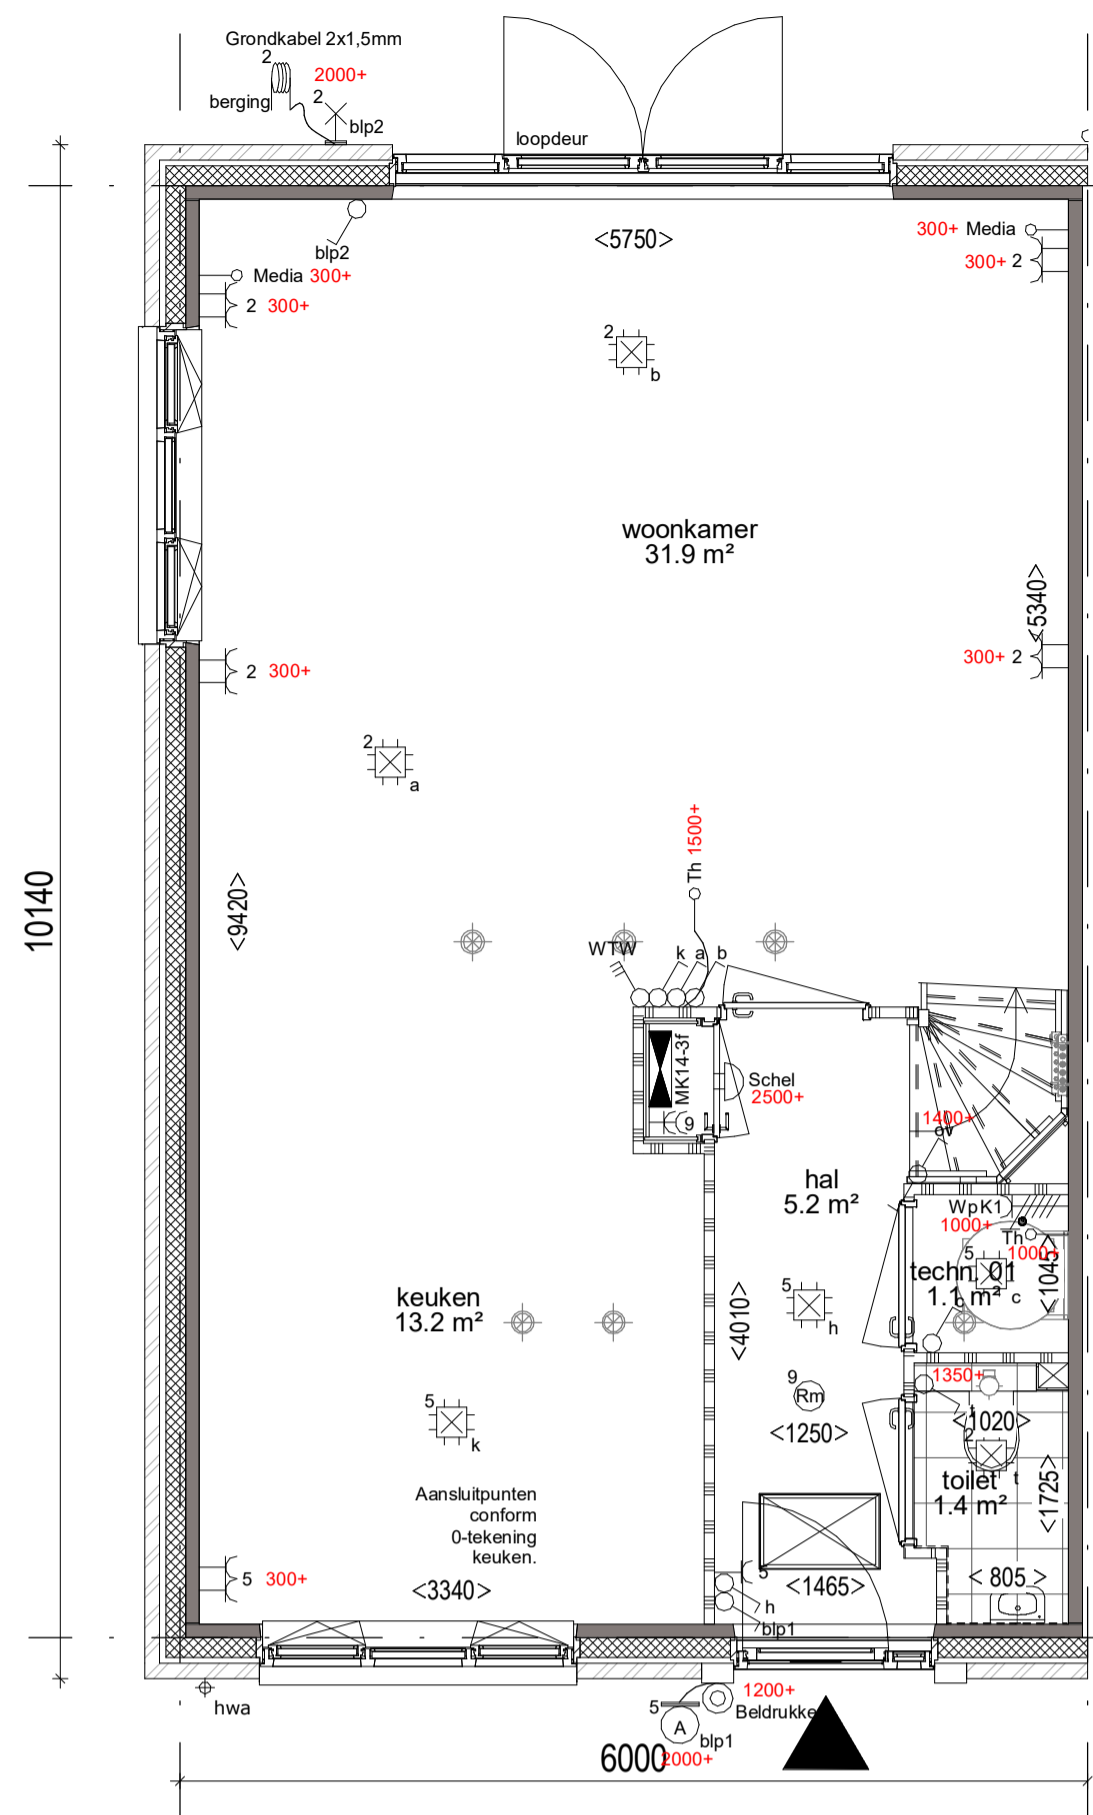 Grondkabel 2x1,5mm
2
2000+
berging
2
blp2
loopdeur
blp2
<5750>
300+ Media
300+ 2
Media 300+
2 300+
2
b
woonkamer
31.9 m²
<5340>
300+ 2
2 300+
2
a
Th 1500+
10140
<9420>
WTW
k
a
b
MK14-3f
Schel
2500+
9
1400+
ov
hal
5.2 m²
WpK1
1000+
Th
1000+
5
techn. 01
1.1 m²
c
c
<1045>
keuken
13.2 m²
5
h
<4010>
1350+
9
Rm
<1250>
5
k
t
<1020>
2
t
toilet
1.4 m²
<1725>
Aansluitpunten
conform
0-tekening
keuken.
5 300+
<3340>
5
<1465>
h
blp1
<805 >
hwa
1200+
5
Beldrukke
A
blp1
6000
2000+